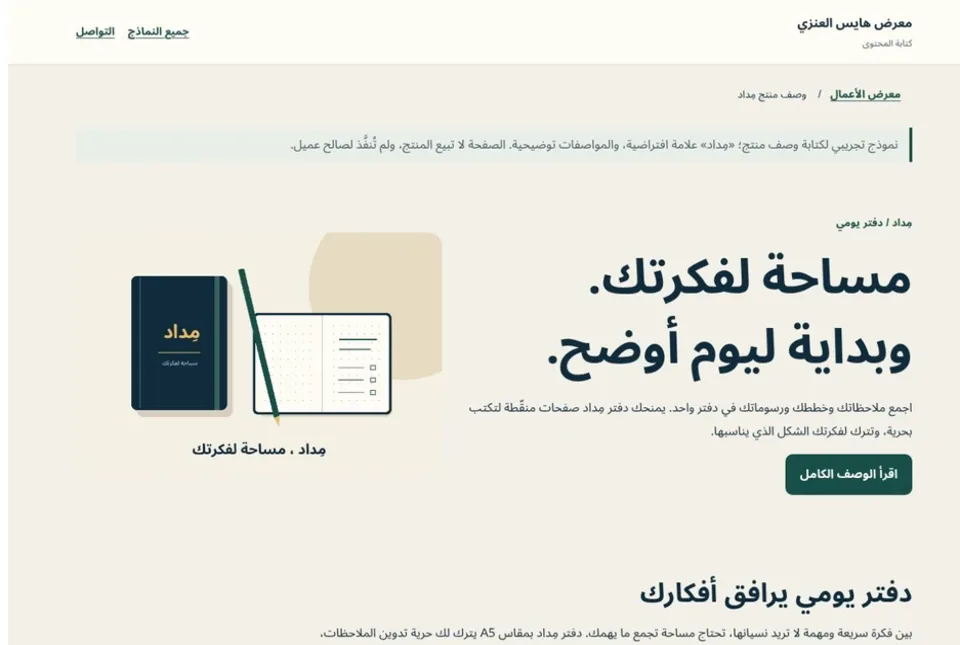 معرض هايس العنزي
كتابة المحتوى
جميع النماذج
التواصل
معرض الأعمال / وصف منتج مِداد
نموذج تجريبي لكتابة وصف منتج؛ «مِداد» علامة افتراضية، والمواصفات توضيحية. الصفحة لا تبيع المنتج، ولم تُنفَّذ لصالح عميل.
مِداد / دفتر يومي
مساحة لفكرتك.
وبداية ليوم أوضح.
اجمع ملاحظاتك وخططك ورسوماتك في دفتر واحد. يمنحك دفتر مِداد صفحات منقّطة لتكتب
بحرية، وتترك لفكرتك الشكل الذي يناسبها.
اقرأ الوصف الكامل
مِداد
مساحة لفكرتك
مِداد ، مساحة لفكرتك
دفتر يومي يرافق أفكارك
بين فكرة سريعة ومهمة لا تريد نسيانها، تحتاج مساحة تجمع ما يهمك. دفتر مِداد بمقاس A5 يترك لك حرية تدوين الملاحظات،